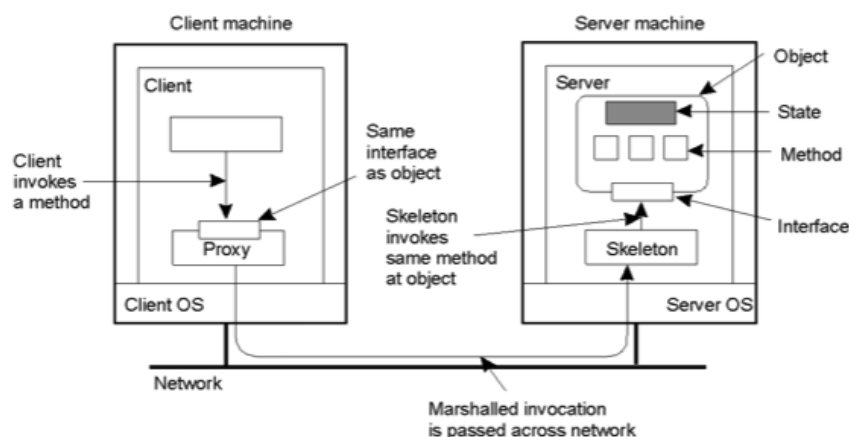 Client machine
Server machine
Object
Client
Server
State
Same
interface
as object
Client
invokes
a method
Method
Skeleton
invokes
same method
at object
Interface
Proxy
Skeleton
Client OS
Server OS
Network
Marshalled invocation
is passed across network